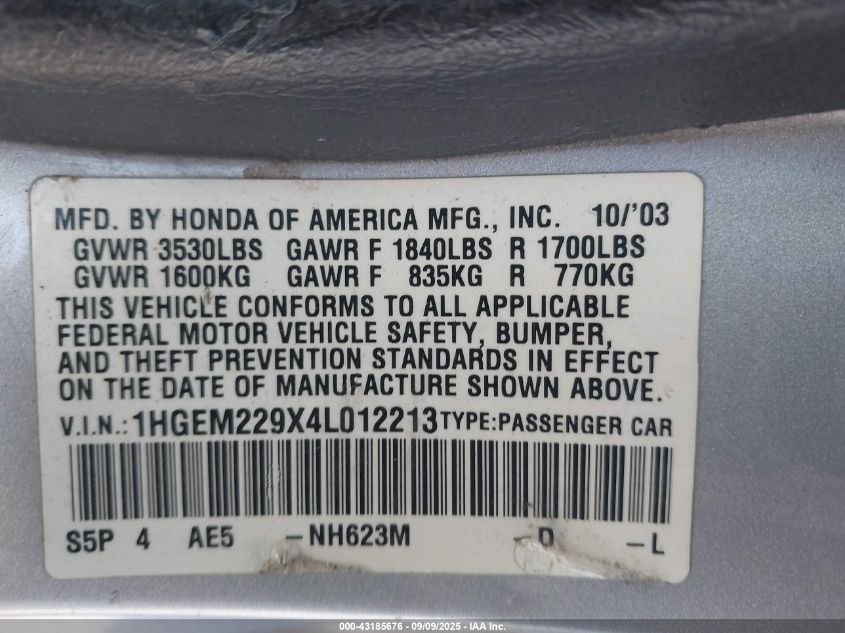 MFD. BY HONDA OF AMERICA MFG., INC. 10/'03
GVWR 3530LBS GAWR F 1840LBS R 1700LBS
GVWR 1600KG GAWR F 835KG R 770KG
THIS VEHICLE CONFORMS TO ALL APPLICABLE
FEDERAL MOTOR VEHICLE SAFETY, BUMPER,
AND THEFT PREVENTION STANDARDS IN EFFECT
ON THE DATE OF MANUFACTURE SHOWN ABOVE.
V.I.N.: 1HGEM229X4L012213 TYPE: PASSENGER CAR
S5P 4 AE5 -NH623M -D -L
000-43185676 - 09/09/2025 - IAA Inc.